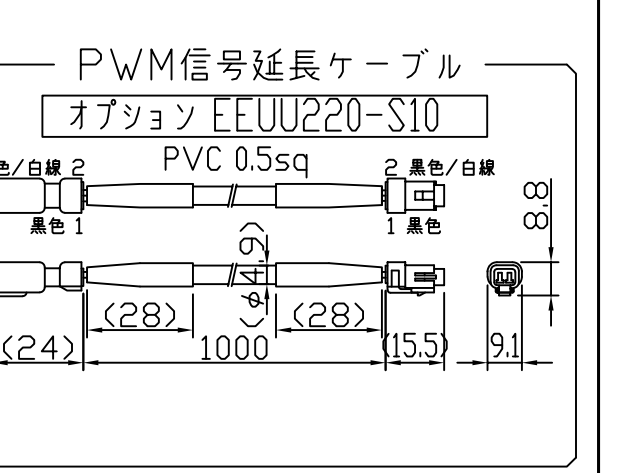 PWM信号延長ケーブル
オプション EEUU220-S10
色/白線 2
PVC 0.5sq
2 黒色/白線
黒色 1
1 黒色
8.8
(φ4.9)
(28)
(28)
(24)
1000
(15.5)
9.1